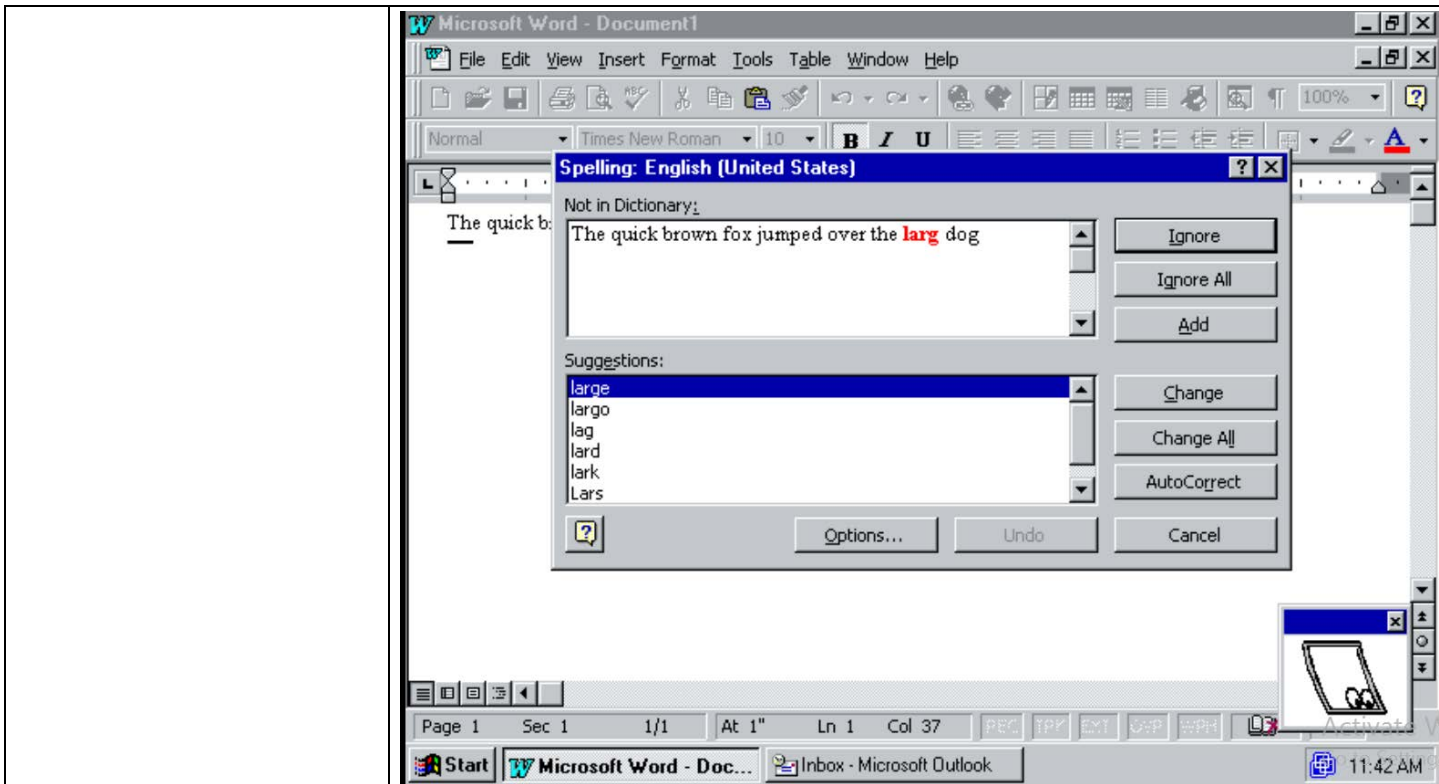 Microsoft Word - Document1
File Edit View Insert Format Tools Table Window Help
100%
Normal Times New Roman 10 B I U A
Spelling: English (United States)
Not in Dictionary:
The quick b
The quick brown fox jumped over the larg dog
Ignore
Ignore All
Add
Suggestions:
large
largo
lag
lard
lark
Lars
Change
Change All
AutoCorrect
Options... Undo Cancel
Page 1 Sec 1 1/1 At 1" Ln 1 Col 37 REC TRK EXT OVR WPH
Activate W
Start Microsoft Word - Doc... Inbox - Microsoft Outlook 11:42 AM